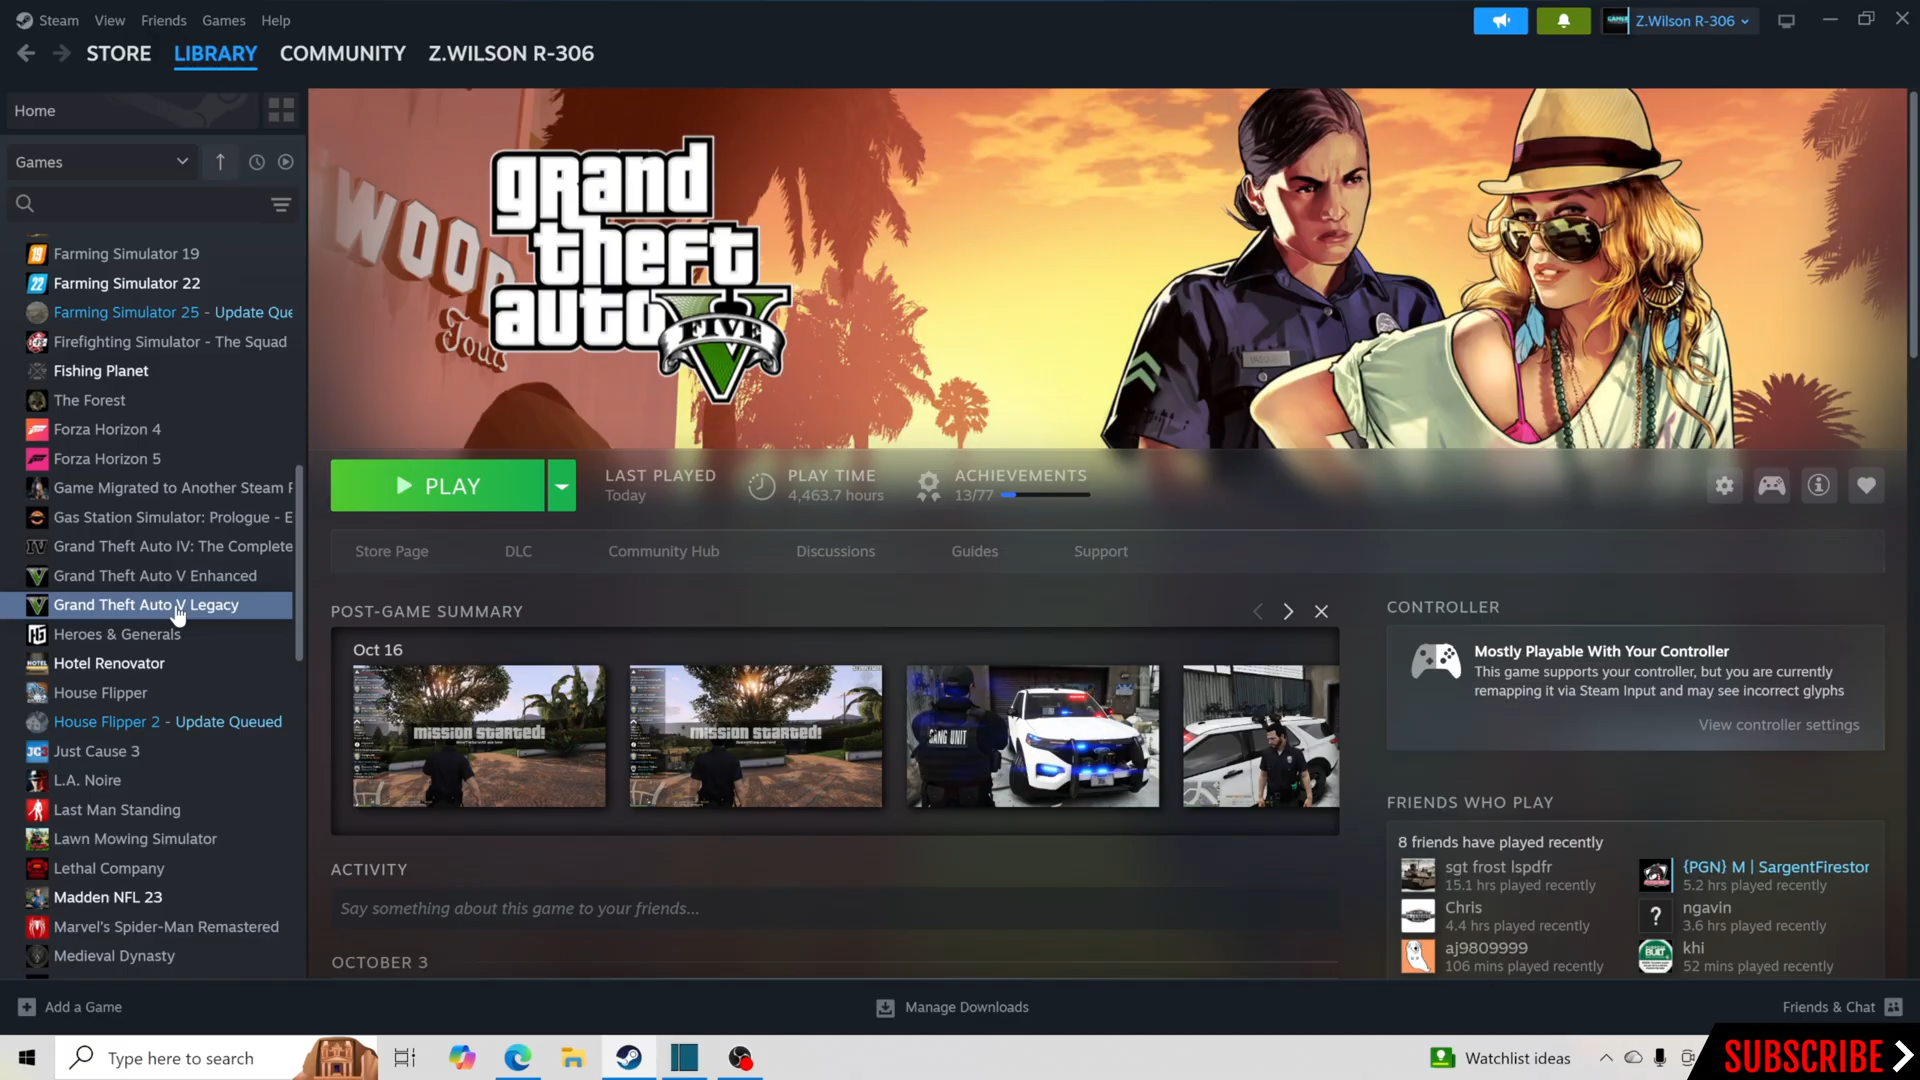 Steam View Friends Games Help
Z.Wilson R-306
STORE LIBRARY COMMUNITY Z.WILSON R-306
Home
Games
Farming Simulator 19
Farming Simulator 22
Farming Simulator 25 - Update Que
Firefighting Simulator - The Squad
Fishing Planet
The Forest
Forza Horizon 4
Forza Horizon 5
Game Migrated to Another Steam
Gas Station Simulator: Prologue - E
Grand Theft Auto IV: The Complete
Grand Theft Auto V Enhanced
Grand Theft Auto V Legacy
Heroes & Generals
Hotel Renovator
House Flipper
House Flipper 2 - Update Queued
Just Cause 3
L.A. Noire
Last Man Standing
Lawn Mowing Simulator
Lethal Company
Madden NFL 23
Marvel's Spider-Man Remastered
Medieval Dynasty
WOOD
Tours
grand
theft
auto V
FIVE
PLAY
LAST PLAYED
Today
PLAY TIME
4,463.7 hours
ACHIEVEMENTS
13/77
Store Page DLC Community Hub Discussions Guides Support
POST-GAME SUMMARY
Oct 16
MISSION STARTED!
MISSION STARTED!
GANG UNIT
ACTIVITY
Say something about this game to your friends...
OCTOBER 3
CONTROLLER
Mostly Playable With Your Controller
This game supports your controller, but you are currently
remapping it via Steam Input and may see incorrect glyphs
View controller settings
FRIENDS WHO PLAY
8 friends have played recently
sgt frost lspdfr
15.1 hrs played recently
{PGN} M | SargentFirestor
5.2 hrs played recently
Chris
4.4 hrs played recently
ngavin
3.6 hrs played recently
aj9809999
106 mins played recently
khi
52 mins played recently
Add a Game
Manage Downloads
Friends & Chat
Type here to search
Watchlist ideas
SUBSCRIBE